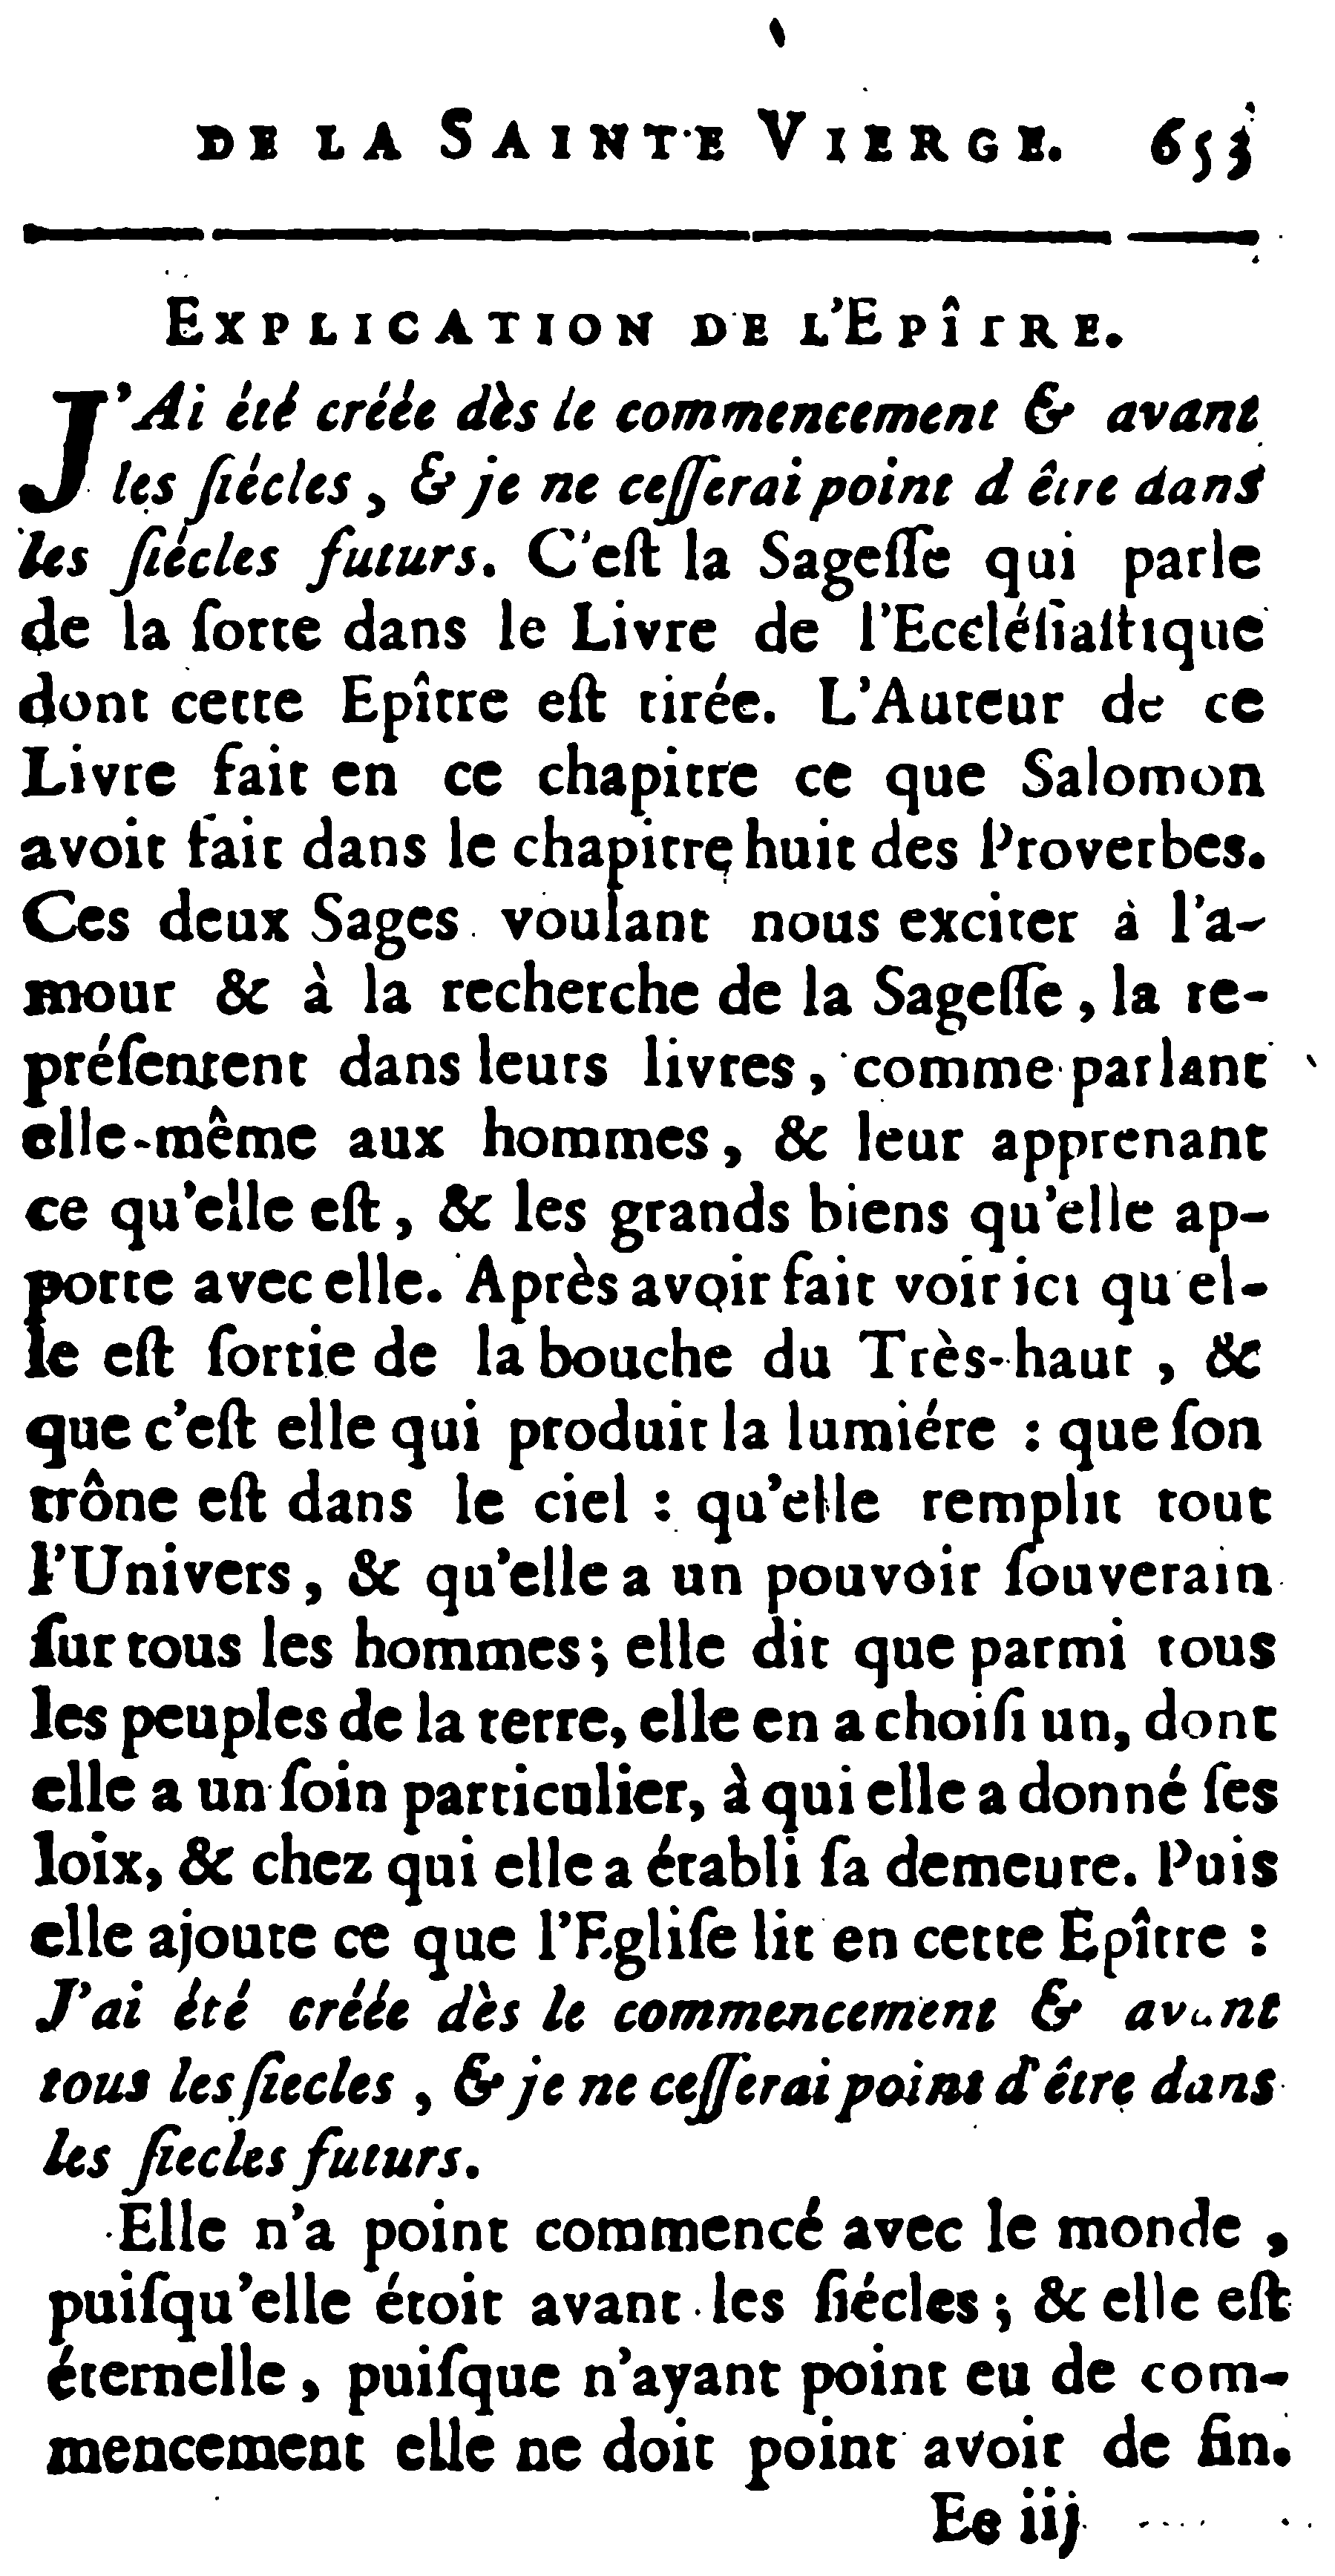 DE LA SAINTE VIERGE. 653
EXPLICATION DE L'EPÎTRE.
J'Ai été créée dès le commencement & avant
les ſiécles, & je ne ceſſerai point d être dans
les ſiécles futurs. C'eſt la Sageſſe qui parle
de la ſorte dans le Livre de l'Eccléſiaſtique
dont cette Epître eſt tirée. L'Auteur de ce
Livre fait en ce chapitre ce que Salomon
avoit fait dans le chapitre huit des Proverbes.
Ces deux Sages voulant nous exciter à l'a-
mour & à la recherche de la Sageſſe, la re-
préſentent dans leurs livres, comme parlant
elle-même aux hommes, & leur apprenant
ce qu'elle eſt, & les grands biens qu'elle ap-
porte avec elle. Après avoir fait voir ici qu'el-
le eſt ſortie de la bouche du Très-haut, &
que c'eſt elle qui produit la lumiére : que ſon
trône eſt dans le ciel : qu'elle remplit tout
l'Univers, & qu'elle a un pouvoir ſouverain
ſur tous les hommes; elle dit que parmi tous
les peuples de la terre, elle en a choiſi un, dont
elle a un ſoin particulier, à qui elle a donné ſes
loix, & chez qui elle a établi ſa demeure. Puis
elle ajoute ce que l'Egliſe lit en cette Epître :
J'ai été créée dès le commencement & avant
tous les ſiecles, & je ne ceſſerai point d'être dans
les ſiecles futurs.
Elle n'a point commencé avec le monde,
puiſqu'elle étoit avant les ſiécles; & elle eſt
éternelle, puiſque n'ayant point eu de com-
mencement elle ne doit point avoir de fin.
Ee iij